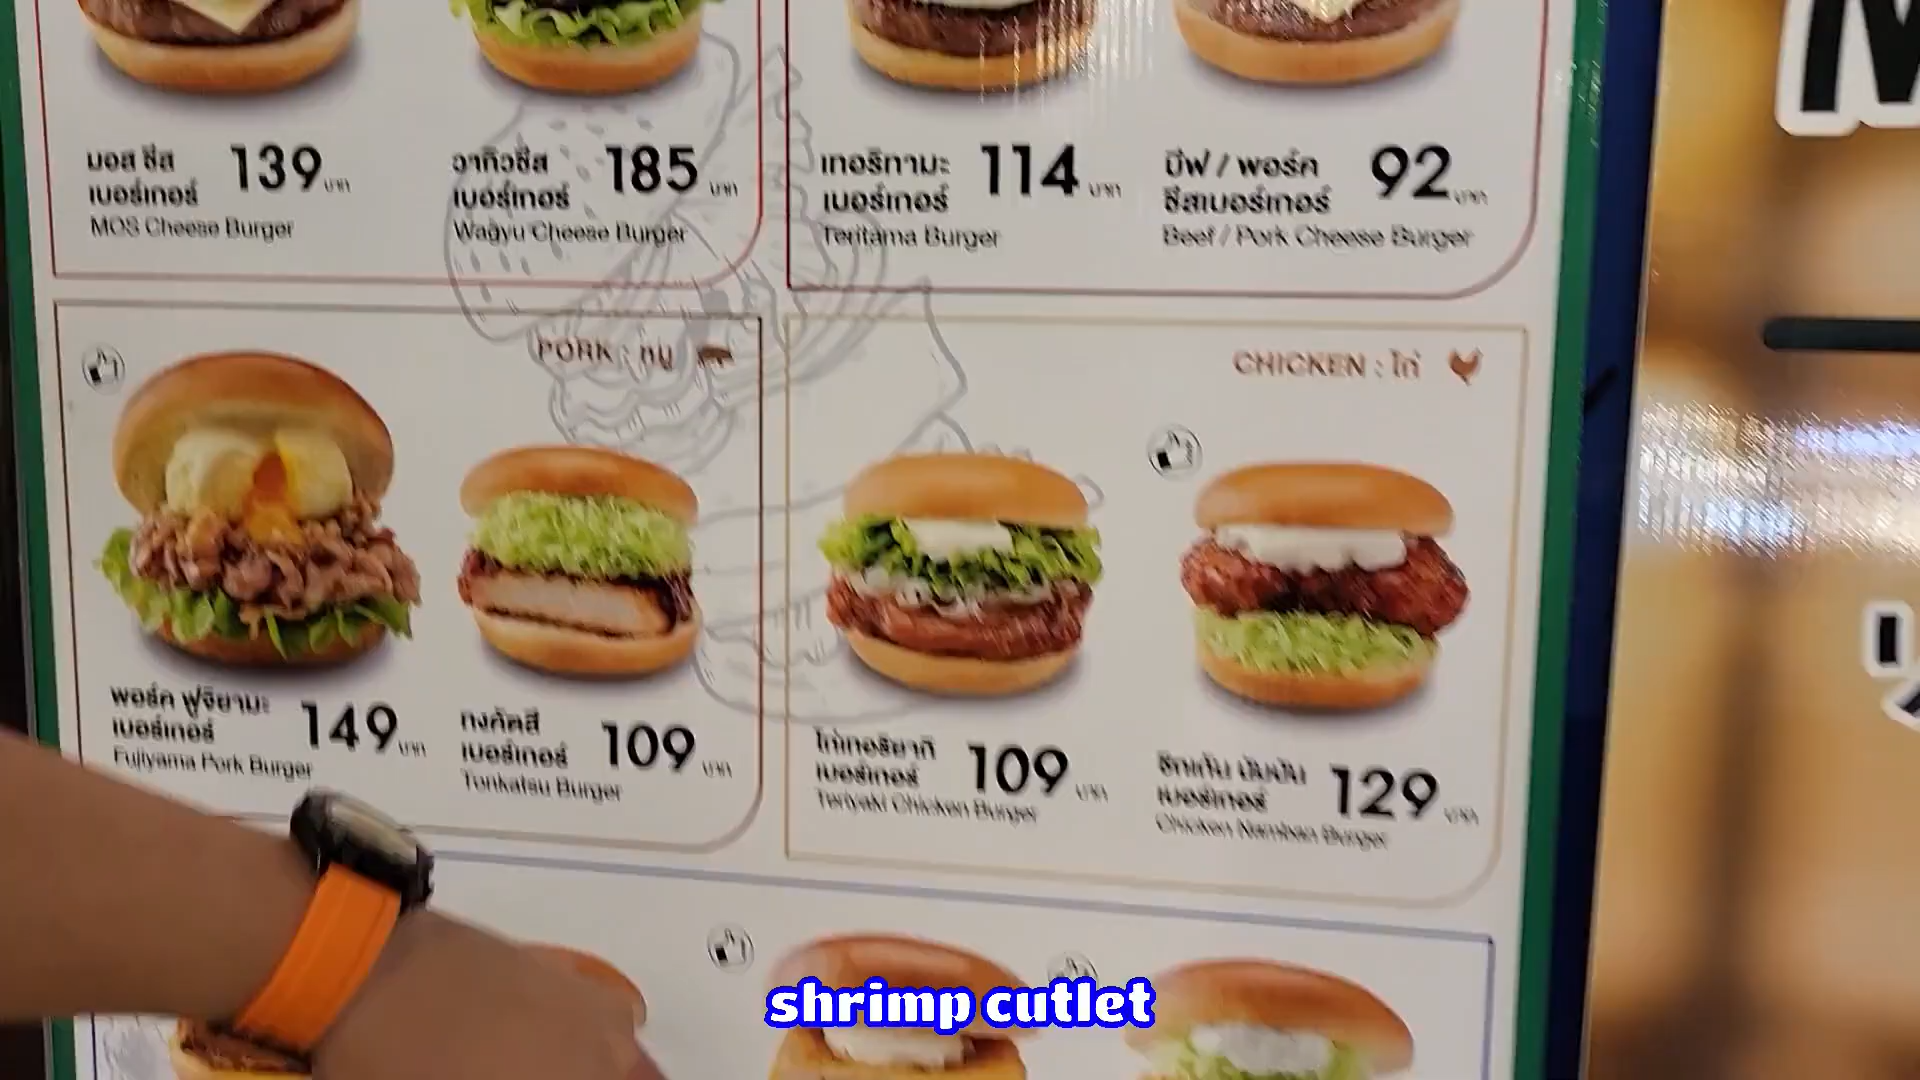 มอส ชีส
เบอร์เกอร์
139 บาท
MOS Cheese Burger
วากิวชีส
เบอร์เกอร์
185 บาท
Wagyu Cheese Burger
เทอริทามะ
เบอร์เกอร์
114 บาท
Teritama Burger
บีฟ / พอร์ค
ชีสเบอร์เกอร์
92 บาท
Beef / Pork Cheese Burger
PORK : หมู
พอร์ค ฟูจิยามะ
เบอร์เกอร์
149 บาท
Fujiyama Pork Burger
ทงคัตสึ
เบอร์เกอร์
109 บาท
Tonkatsu Burger
CHICKEN : ไก่
ไก่เทอริยากิ
เบอร์เกอร์
109 บาท
Teriyaki Chicken Burger
ชิกเก้น นัมบัน
เบอร์เกอร์
129 บาท
Chicken Namban Burger
shrimp cutlet